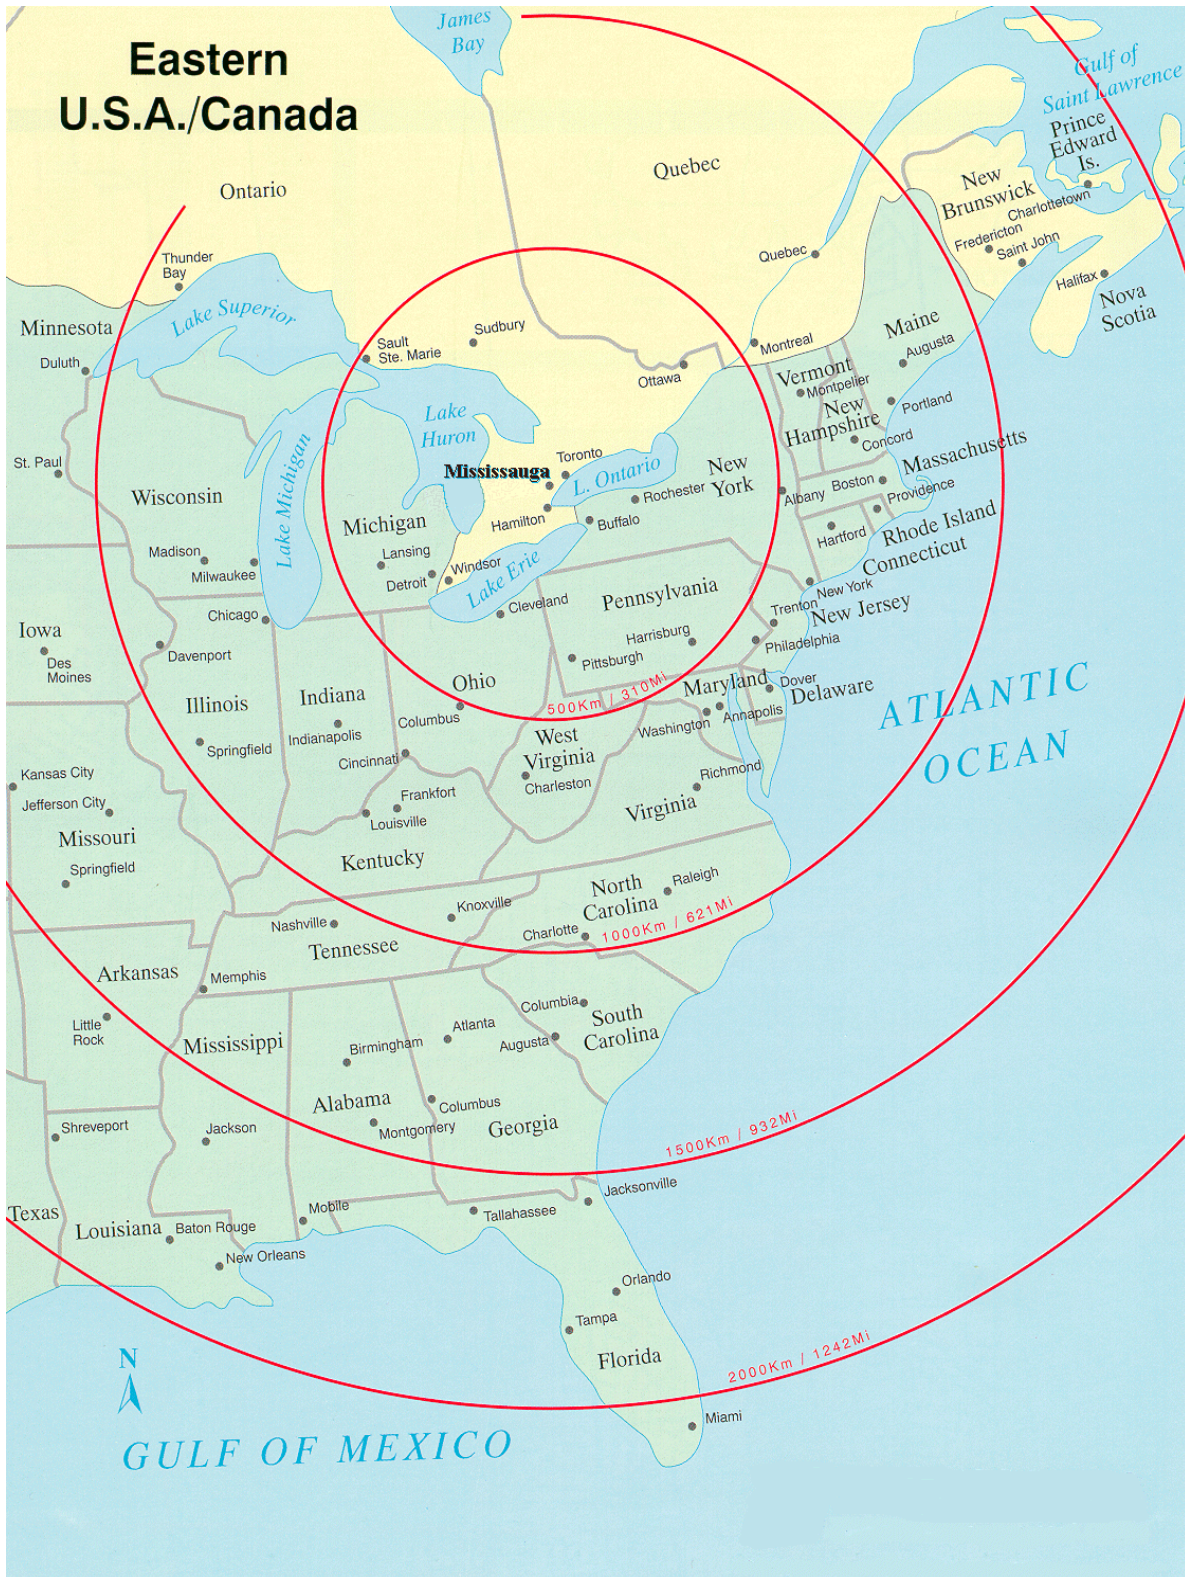 Eastern
U.S.A./Canada
James
Bay
Gulf of
Saint Lawrence
Prince
Edward
Is.
Ontario
Quebec
New
Brunswick
Charlottetown
Fredericton
Saint John
Halifax
Nova
Scotia
Thunder
Bay
Lake Superior
Quebec
Minnesota
Duluth
Sault
Ste. Marie
Sudbury
Ottawa
Montreal
Maine
Augusta
Vermont
Montpelier
New
Hampshire
Portland
Concord
Lake
Huron
Lake Michigan
St. Paul
Wisconsin
Mississauga
Toronto
L. Ontario
New
York
Rochester
Massachusetts
Albany
Boston
Providence
Michigan
Hamilton
Buffalo
Hartford
Rhode Island
Connecticut
Madison
Milwaukee
Lansing
Detroit
Windsor
Lake Erie
Cleveland
Pennsylvania
New York
Trenton
New Jersey
Chicago
Iowa
Des
Moines
Davenport
Harrisburg
Pittsburgh
Philadelphia
Illinois
Indiana
Ohio
500Km / 310Mi
Maryland
Dover
Delaware
Annapolis
Washington
ATLANTIC
OCEAN
Springfield
Indianapolis
Columbus
Cincinnati
West
Virginia
Charleston
Richmond
Virginia
Kansas City
Jefferson City
Missouri
Springfield
Frankfort
Louisville
Kentucky
North
Carolina
Raleigh
Nashville
Knoxville
Tennessee
Charlotte
1000Km / 621Mi
Arkansas
Memphis
Little
Rock
Mississippi
Birmingham
Atlanta
Columbia
Augusta
South
Carolina
Alabama
Columbus
Montgomery
Georgia
Shreveport
Jackson
1500Km / 932Mi
Texas
Louisiana
Baton Rouge
Mobile
New Orleans
Tallahassee
Jacksonville
Orlando
Tampa
Florida
2000Km / 1242Mi
Miami
N
GULF OF MEXICO